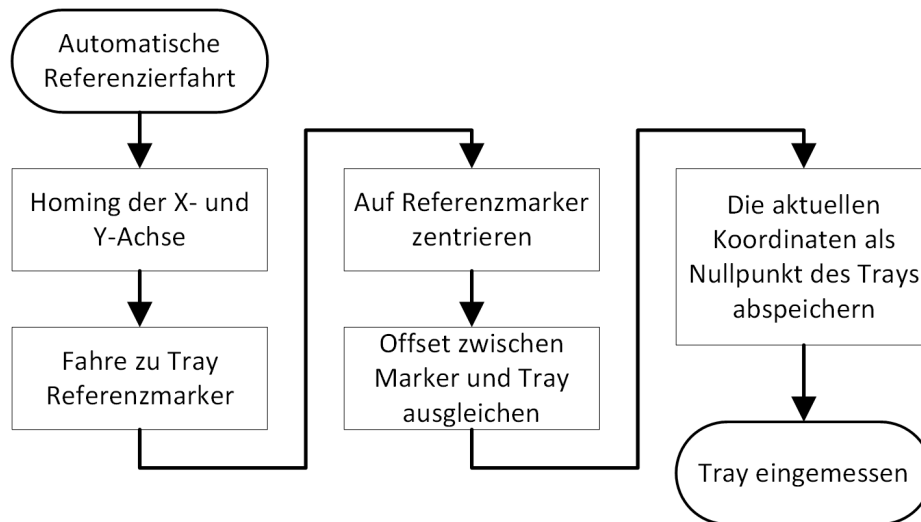 Automatische
Referenzierfahrt
Homing der X- und
Y-Achse
Fahre zu Tray
Referenzmarker
Auf Referenzmarker
zentrieren
Offset zwischen
Marker und Tray
ausgleichen
Die aktuellen
Koordinaten als
Nullpunkt des Trays
abspeichern
Tray eingemessen